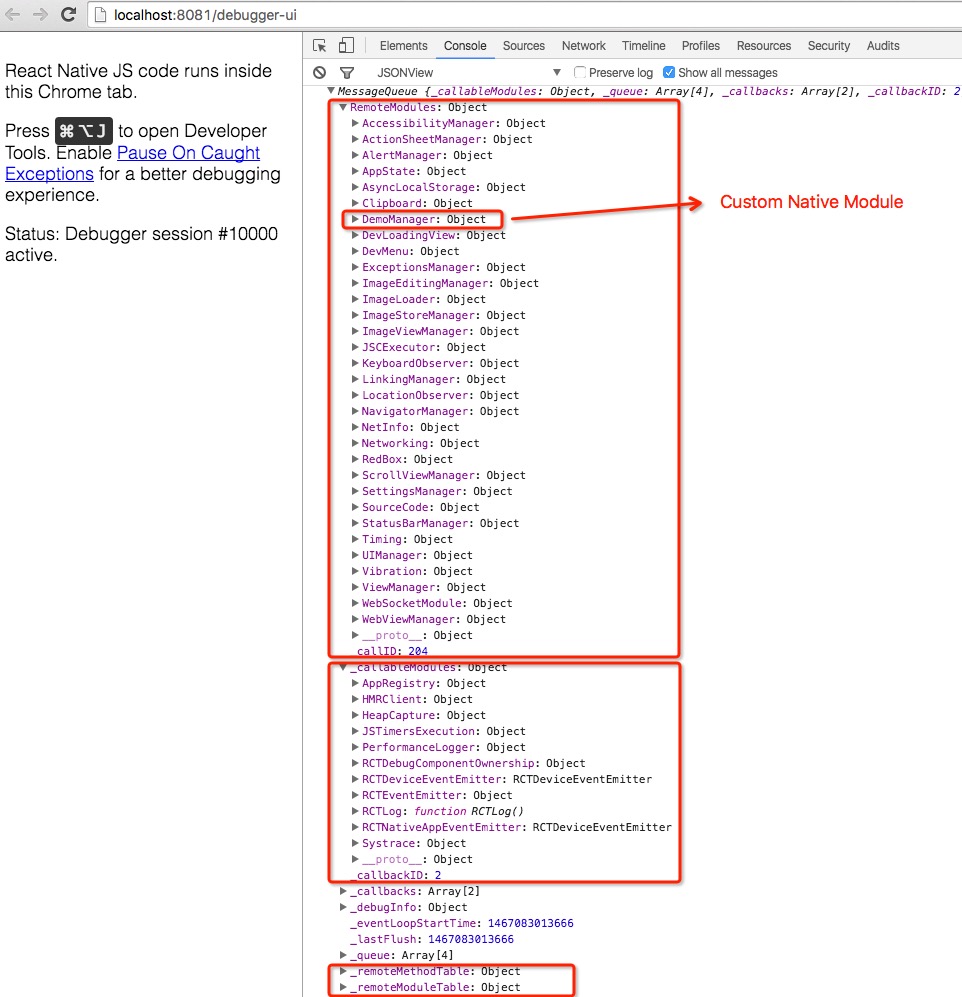 localhost:8081/debugger-ui
React Native JS code runs inside
this Chrome tab.
Press ⌘⌥J to open Developer
Tools. Enable Pause On Caught
Exceptions for a better debugging
experience.
Status: Debugger session #10000
active.
Elements Console Sources Network Timeline Profiles Resources Security Audits
JSONView ▼ Preserve log Show all messages
▼MessageQueue {_callableModules: Object, _queue: Array[4], _callbacks: Array[2], _callbackID: 2
▼RemoteModules: Object
▶AccessibilityManager: Object
▶ActionSheetManager: Object
▶AlertManager: Object
▶AppState: Object
▶AsyncLocalStorage: Object
▶Clipboard: Object
▶DemoManager: Object
Custom Native Module
▶DevLoadingView: Object
▶DevMenu: Object
▶ExceptionsManager: Object
▶ImageEditingManager: Object
▶ImageLoader: Object
▶ImageStoreManager: Object
▶ImageViewManager: Object
▶JSCExecutor: Object
▶KeyboardObserver: Object
▶LinkingManager: Object
▶LocationObserver: Object
▶NavigatorManager: Object
▶NetInfo: Object
▶Networking: Object
▶RedBox: Object
▶ScrollViewManager: Object
▶SettingsManager: Object
▶SourceCode: Object
▶StatusBarManager: Object
▶Timing: Object
▶UIManager: Object
▶Vibration: Object
▶ViewManager: Object
▶WebSocketModule: Object
▶WebViewManager: Object
▶__proto__: Object
_callID: 204
▼_callableModules: Object
▶AppRegistry: Object
▶HMRClient: Object
▶HeapCapture: Object
▶JSTimersExecution: Object
▶PerformanceLogger: Object
▶RCTDebugComponentOwnership: Object
▶RCTDeviceEventEmitter: RCTDeviceEventEmitter
▶RCTEventEmitter: Object
▶RCTLog: function RCTLog()
▶RCTNativeAppEventEmitter: RCTDeviceEventEmitter
▶Systrace: Object
▶__proto__: Object
_callbackID: 2
▶_callbacks: Array[2]
▶_debugInfo: Object
_eventLoopStartTime: 1467083013666
_lastFlush: 1467083013666
▶_queue: Array[4]
▶_remoteMethodTable: Object
▶_remoteModuleTable: Object